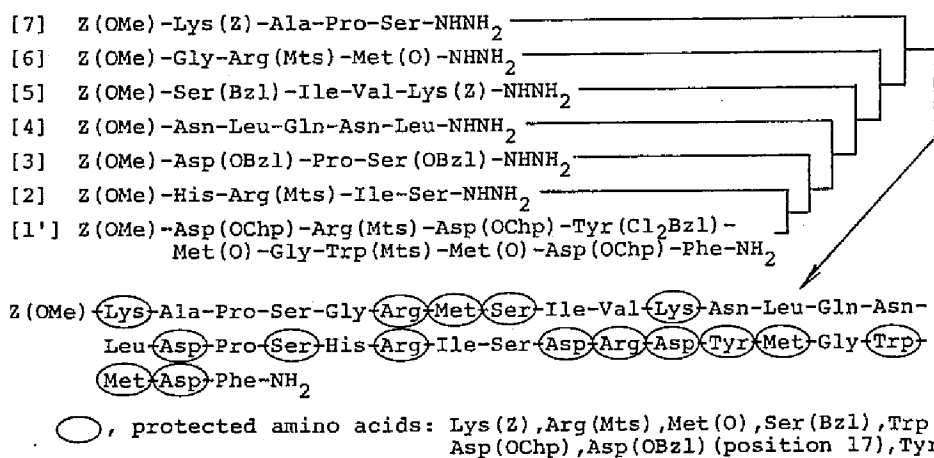 [7] Z(OMe)-Lys(Z)-Ala-Pro-Ser-NHNH2
[6] Z(OMe)-Gly-Arg(Mts)-Met(O)-NHNH2
[5] Z(OMe)-Ser(Bzl)-Ile-Val-Lys(Z)-NHNH2
[4] Z(OMe)-Asn-Leu-Gln-Asn-Leu-NHNH2
[3] Z(OMe)-Asp(OBzl)-Pro-Ser(OBzl)-NHNH2
[2] Z(OMe)-His-Arg(Mts)-Ile-Ser-NHNH2
[1'] Z(OMe)-Asp(OChp)-Arg(Mts)-Asp(OChp)-Tyr(Cl2Bzl)-
Met(O)-Gly-Trp(Mts)-Met(O)-Asp(OChp)-Phe-NH2
Z(OMe)-Lys-Ala-Pro-Ser-Gly-Arg-Met-Ser-Ile-Val-Lys-Asn-Leu-Gln-Asn-
Leu-Asp-Pro-Ser-His-Arg-Ile-Ser-Asp-Arg-Asp-Tyr-Met-Gly-Trp-
Met-Asp-Phe-NH2
, protected amino acids: Lys(Z),Arg(Mts),Met(O),Ser(Bzl),Trp
Asp(OChp),Asp(OBzl)(position 17),Tyr